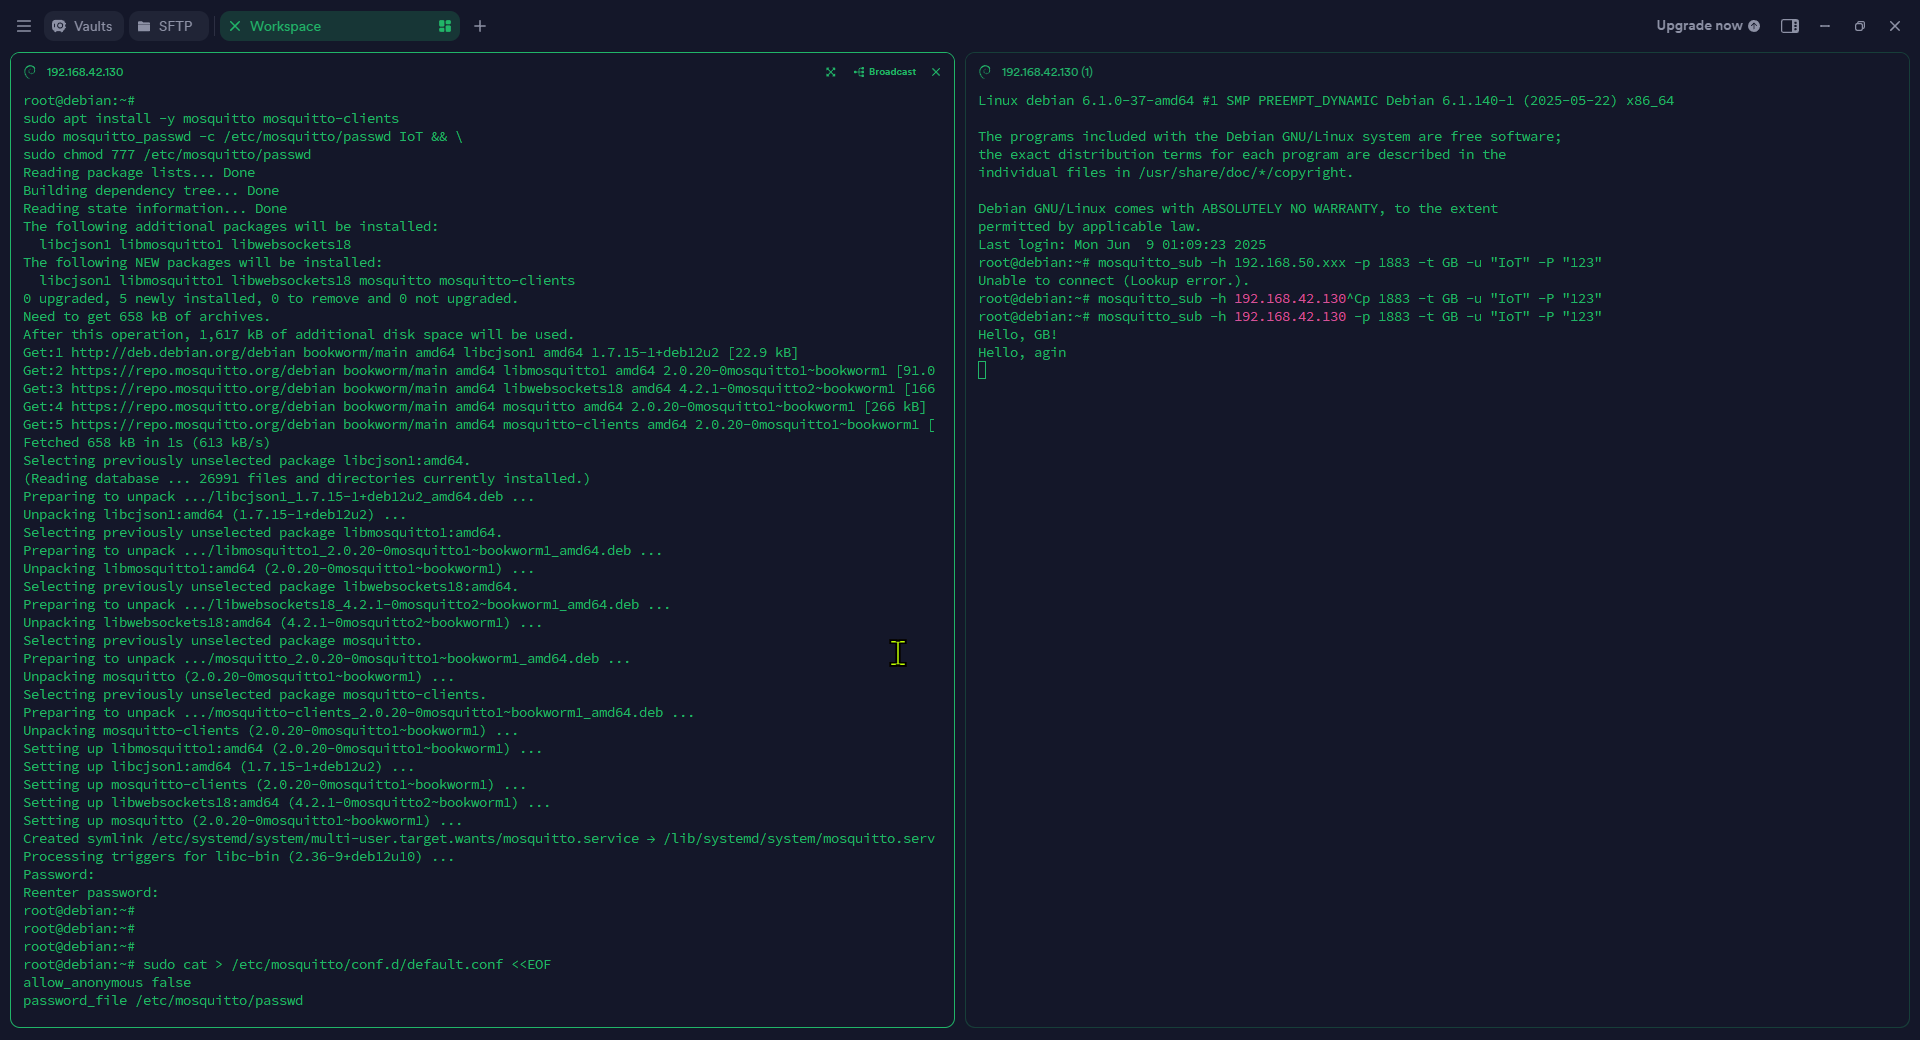 Vaults
SFTP
Workspace
Upgrade now
192.168.42.130
Broadcast
root@debian:~#
sudo apt install -y mosquitto mosquitto-clients
sudo mosquitto_passwd -c /etc/mosquitto/passwd IoT && \
sudo chmod 777 /etc/mosquitto/passwd
Reading package lists... Done
Building dependency tree... Done
Reading state information... Done
The following additional packages will be installed:
  libcjson1 libmosquitto1 libwebsockets18
The following NEW packages will be installed:
  libcjson1 libmosquitto1 libwebsockets18 mosquitto mosquitto-clients
0 upgraded, 5 newly installed, 0 to remove and 0 not upgraded.
Need to get 658 kB of archives.
After this operation, 1,617 kB of additional disk space will be used.
Get:1 http://deb.debian.org/debian bookworm/main amd64 libcjson1 amd64 1.7.15-1+deb12u2 [22.9 kB]
Get:2 https://repo.mosquitto.org/debian bookworm/main amd64 libmosquitto1 amd64 2.0.20-0mosquitto1~bookworm1 [91.0
Get:3 https://repo.mosquitto.org/debian bookworm/main amd64 libwebsockets18 amd64 4.2.1-0mosquitto2~bookworm1 [166
Get:4 https://repo.mosquitto.org/debian bookworm/main amd64 mosquitto amd64 2.0.20-0mosquitto1~bookworm1 [266 kB]
Get:5 https://repo.mosquitto.org/debian bookworm/main amd64 mosquitto-clients amd64 2.0.20-0mosquitto1~bookworm1 [
Fetched 658 kB in 1s (613 kB/s)
Selecting previously unselected package libcjson1:amd64.
(Reading database ... 26991 files and directories currently installed.)
Preparing to unpack .../libcjson1_1.7.15-1+deb12u2_amd64.deb ...
Unpacking libcjson1:amd64 (1.7.15-1+deb12u2) ...
Selecting previously unselected package libmosquitto1:amd64.
Preparing to unpack .../libmosquitto1_2.0.20-0mosquitto1~bookworm1_amd64.deb ...
Unpacking libmosquitto1:amd64 (2.0.20-0mosquitto1~bookworm1) ...
Selecting previously unselected package libwebsockets18:amd64.
Preparing to unpack .../libwebsockets18_4.2.1-0mosquitto2~bookworm1_amd64.deb ...
Unpacking libwebsockets18:amd64 (4.2.1-0mosquitto2~bookworm1) ...
Selecting previously unselected package mosquitto.
Preparing to unpack .../mosquitto_2.0.20-0mosquitto1~bookworm1_amd64.deb ...
Unpacking mosquitto (2.0.20-0mosquitto1~bookworm1) ...
Selecting previously unselected package mosquitto-clients.
Preparing to unpack .../mosquitto-clients_2.0.20-0mosquitto1~bookworm1_amd64.deb ...
Unpacking mosquitto-clients (2.0.20-0mosquitto1~bookworm1) ...
Setting up libmosquitto1:amd64 (2.0.20-0mosquitto1~bookworm1) ...
Setting up libcjson1:amd64 (1.7.15-1+deb12u2) ...
Setting up mosquitto-clients (2.0.20-0mosquitto1~bookworm1) ...
Setting up libwebsockets18:amd64 (4.2.1-0mosquitto2~bookworm1) ...
Setting up mosquitto (2.0.20-0mosquitto1~bookworm1) ...
Created symlink /etc/systemd/system/multi-user.target.wants/mosquitto.service → /lib/systemd/system/mosquitto.serv
Processing triggers for libc-bin (2.36-9+deb12u10) ...
Password:
Reenter password:
root@debian:~#
root@debian:~#
root@debian:~#
root@debian:~# sudo cat > /etc/mosquitto/conf.d/default.conf <<EOF
allow_anonymous false
password_file /etc/mosquitto/passwd
192.168.42.130 (1)
Linux debian 6.1.0-37-amd64 #1 SMP PREEMPT_DYNAMIC Debian 6.1.140-1 (2025-05-22) x86_64
The programs included with the Debian GNU/Linux system are free software;
the exact distribution terms for each program are described in the
individual files in /usr/share/doc/*/copyright.
Debian GNU/Linux comes with ABSOLUTELY NO WARRANTY, to the extent
permitted by applicable law.
Last login: Mon Jun  9 01:09:23 2025
root@debian:~# mosquitto_sub -h 192.168.50.xxx -p 1883 -t GB -u "IoT" -P "123"
Unable to connect (Lookup error.).
root@debian:~# mosquitto_sub -h 192.168.42.130^Cp 1883 -t GB -u "IoT" -P "123"
root@debian:~# mosquitto_sub -h 192.168.42.130 -p 1883 -t GB -u "IoT" -P "123"
Hello, GB!
Hello, agin